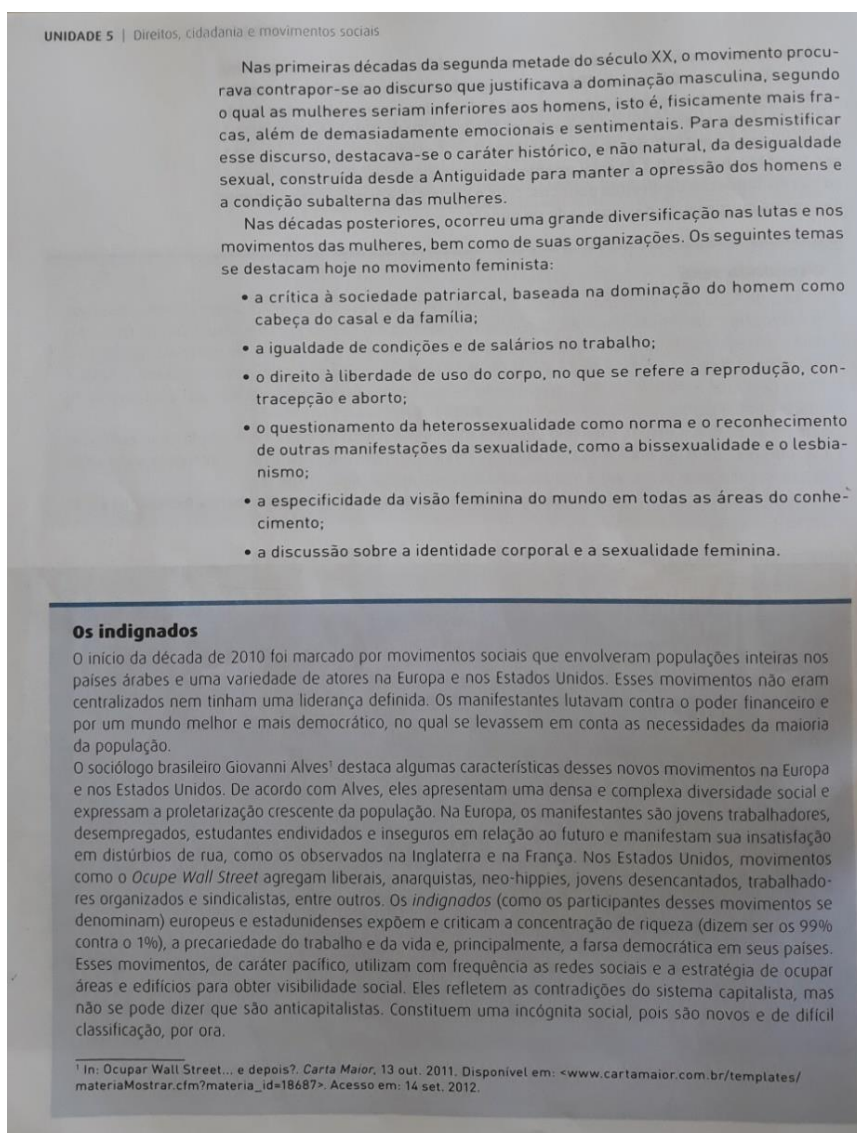 UNIDADE 5 | Direitos, cidadania e movimentos sociais
Nas primeiras décadas da segunda metade do século XX, o movimento procu-
rava contrapor-se ao discurso que justificava a dominação masculina, segundo
o qual as mulheres seriam inferiores aos homens, isto é, fisicamente mais fra-
cas, além de demasiadamente emocionais e sentimentais. Para desmistificar
esse discurso, destacava-se o caráter histórico, e não natural, da desigualdade
sexual, construída desde a Antiguidade para manter a opressão dos homens e
a condição subalterna das mulheres.
Nas décadas posteriores, ocorreu uma grande diversificação nas lutas e nos
movimentos das mulheres, bem como de suas organizações. Os seguintes temas
se destacam hoje no movimento feminista:
• a crítica à sociedade patriarcal, baseada na dominação do homem como
cabeça do casal e da família;
• a igualdade de condições e de salários no trabalho;
• o direito à liberdade de uso do corpo, no que se refere a reprodução, con-
tracepção e aborto;
• o questionamento da heterossexualidade como norma e o reconhecimento
de outras manifestações da sexualidade, como a bissexualidade e o lesbia-
nismo;
• a especificidade da visão feminina do mundo em todas as áreas do conhe-
cimento;
• a discussão sobre a identidade corporal e a sexualidade feminina.
Os indignados
O início da década de 2010 foi marcado por movimentos sociais que envolveram populações inteiras nos
países árabes e uma variedade de atores na Europa e nos Estados Unidos. Esses movimentos não eram
centralizados nem tinham uma liderança definida. Os manifestantes lutavam contra o poder financeiro e
por um mundo melhor e mais democrático, no qual se levassem em conta as necessidades da maioria
da população.
O sociólogo brasileiro Giovanni Alves¹ destaca algumas características desses novos movimentos na Europa
e nos Estados Unidos. De acordo com Alves, eles apresentam uma densa e complexa diversidade social e
expressam a proletarização crescente da população. Na Europa, os manifestantes são jovens trabalhadores,
desempregados, estudantes endividados e inseguros em relação ao futuro e manifestam sua insatisfação
em distúrbios de rua, como os observados na Inglaterra e na França. Nos Estados Unidos, movimentos
como o Ocupe Wall Street agregam liberais, anarquistas, neo-hippies, jovens desencantados, trabalhado-
res organizados e sindicalistas, entre outros. Os indignados (como os participantes desses movimentos se
denominam) europeus e estadunidenses expõem e criticam a concentração de riqueza (dizem ser os 99%
contra o 1%), a precariedade do trabalho e da vida e, principalmente, a farsa democrática em seus países.
Esses movimentos, de caráter pacífico, utilizam com frequência as redes sociais e a estratégia de ocupar
áreas e edifícios para obter visibilidade social. Eles refletem as contradições do sistema capitalista, mas
não se pode dizer que são anticapitalistas. Constituem uma incógnita social, pois são novos e de difícil
classificação, por ora.
¹ In: Ocupar Wall Street... e depois?. Carta Maior, 13 out. 2011. Disponível em: <www.cartamaior.com.br/templates/
materiaMostrar.cfm?materia_id=18687>. Acesso em: 14 set. 2012.